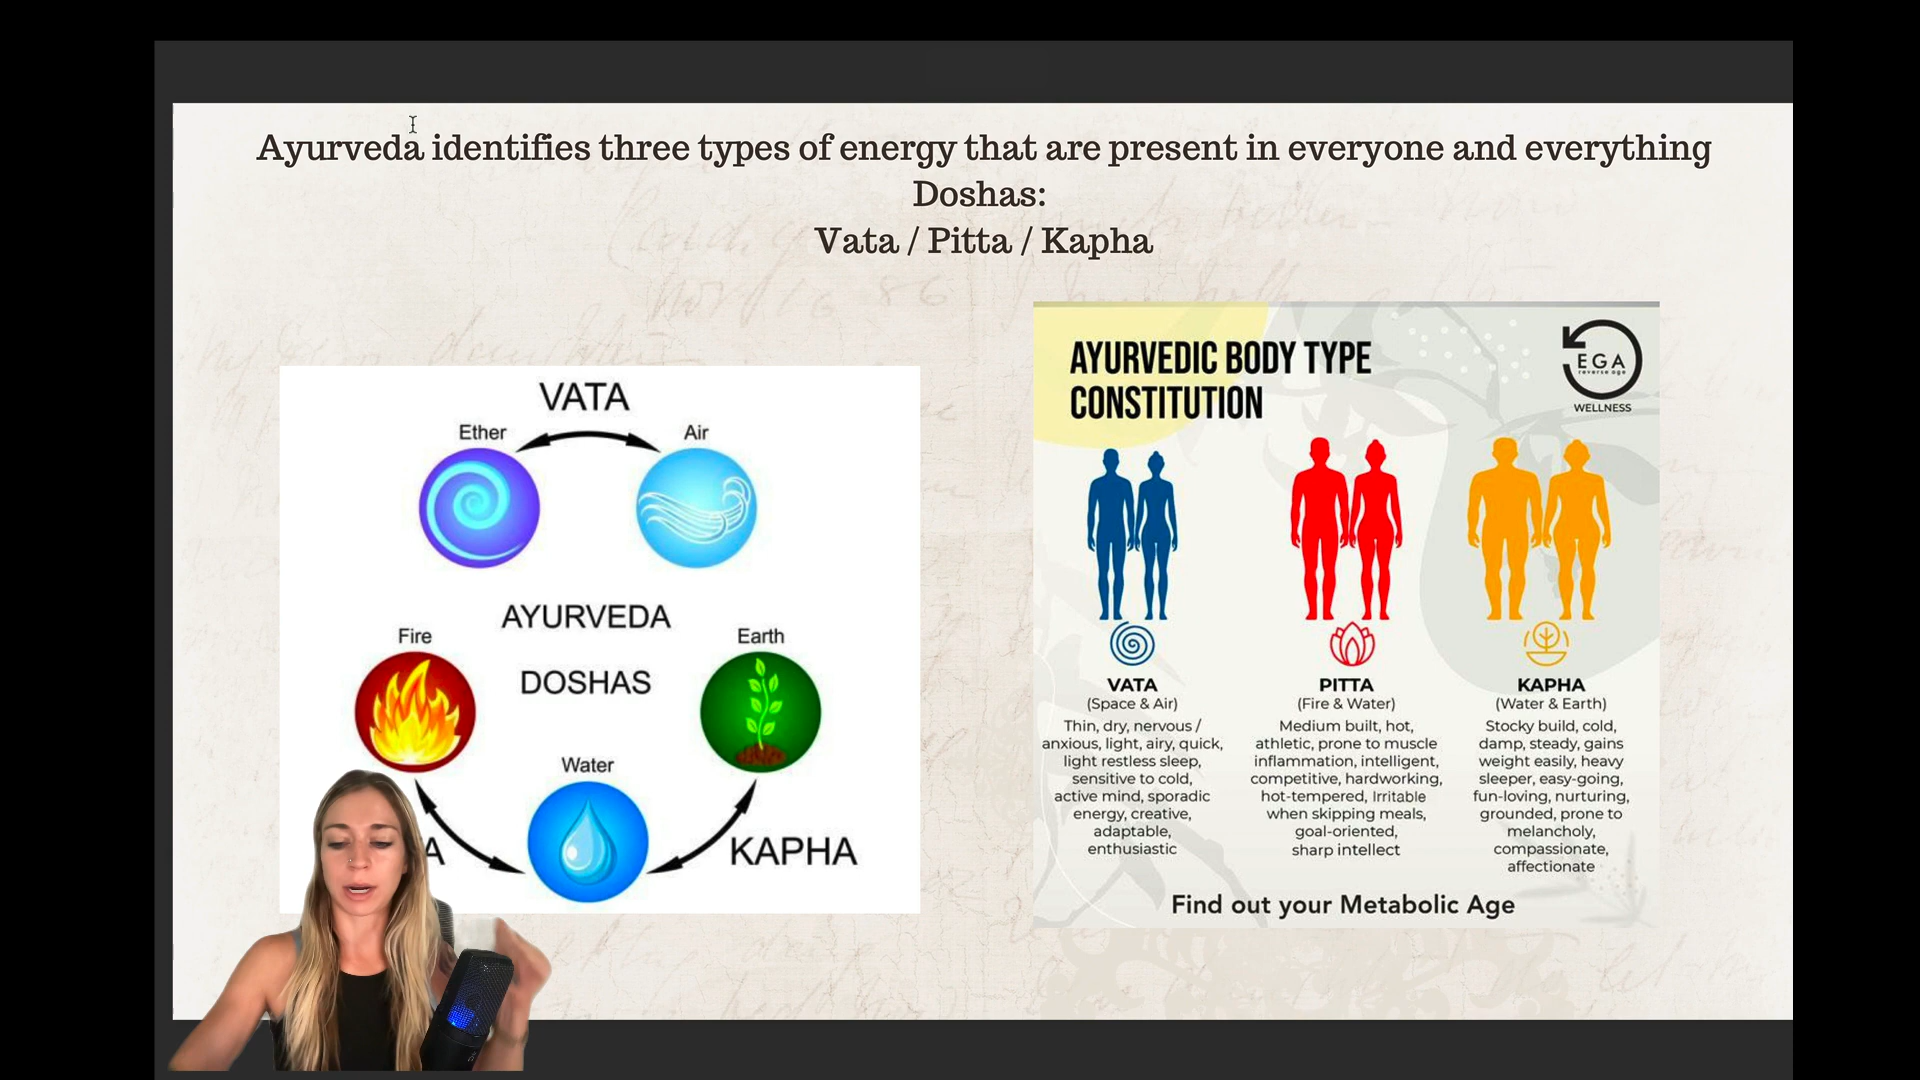 Ayurveda identifies three types of energy that are present in everyone and everything
Doshas:
Vata / Pitta / Kapha
VATA
Ether
Air
AYURVEDA
DOSHAS
Fire
Earth
Water
A
KAPHA
AYURVEDIC BODY TYPE
CONSTITUTION
EGA
reverse age
WELLNESS
VATA
(Space & Air)
Thin, dry, nervous /
anxious, light, airy, quick,
light restless sleep,
sensitive to cold,
active mind, sporadic
energy, creative,
adaptable,
enthusiastic
PITTA
(Fire & Water)
Medium built, hot,
athletic, prone to muscle
inflammation, intelligent,
competitive, hardworking,
hot-tempered, Irritable
when skipping meals,
goal-oriented,
sharp intellect
KAPHA
(Water & Earth)
Stocky build, cold,
damp, steady, gains
weight easily, heavy
sleeper, easy-going,
fun-loving, nurturing,
grounded, prone to
melancholy,
compassionate,
affectionate
Find out your Metabolic Age